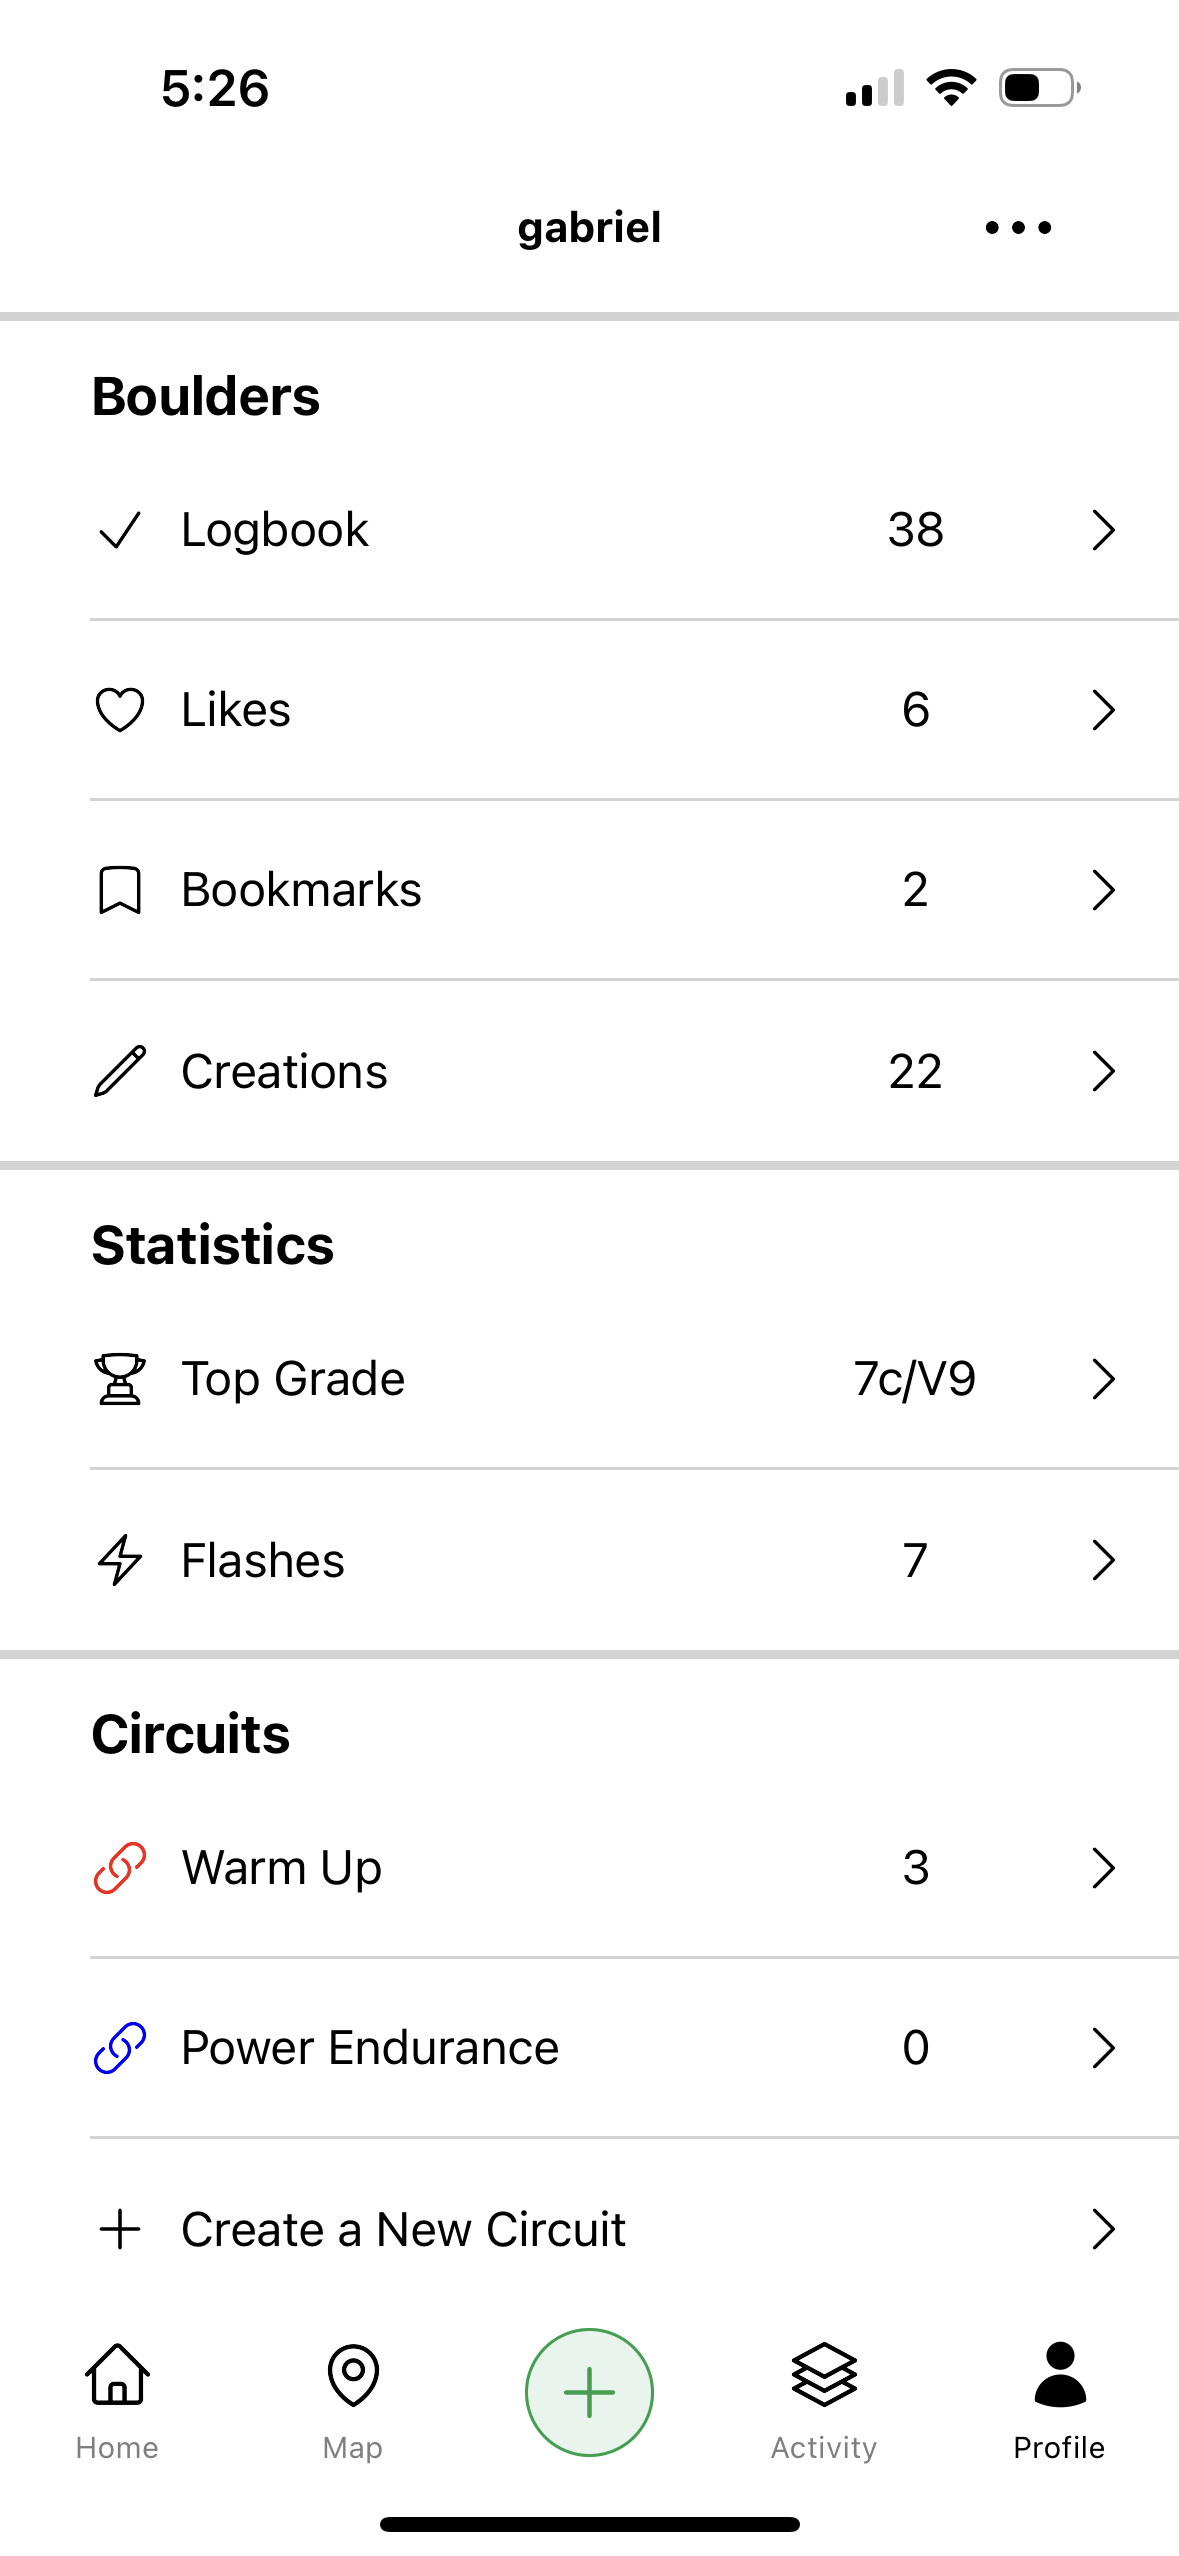 5:26
gabriel
Boulders
Logbook 38
Likes 6
Bookmarks 2
Creations 22
Statistics
Top Grade 7c/V9
Flashes 7
Circuits
Warm Up 3
Power Endurance 0
Create a New Circuit
Home Map Activity Profile